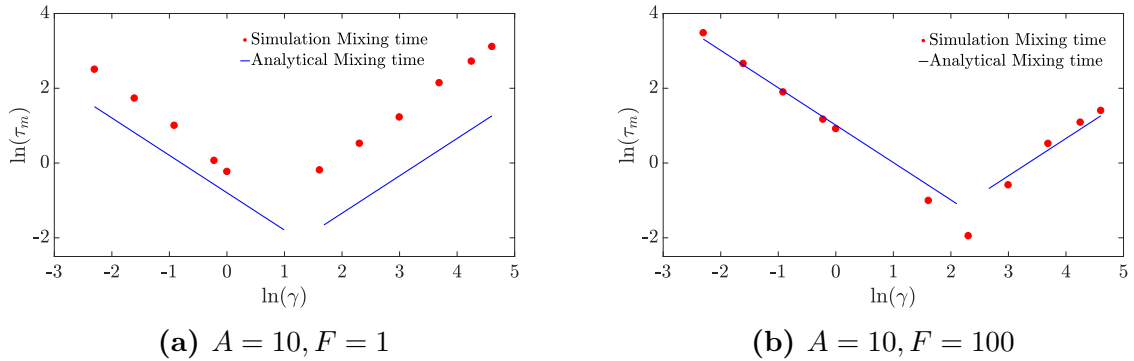 4
2
0
-2
ln(τm)
-3 -2 -1 0 1 2 3 4 5
ln(γ)
Simulation Mixing time
Analytical Mixing time
(a) A = 10, F = 1
4
2
0
-2
ln(τm)
-3 -2 -1 0 1 2 3 4 5
ln(γ)
Simulation Mixing time
Analytical Mixing time
(b) A = 10, F = 100